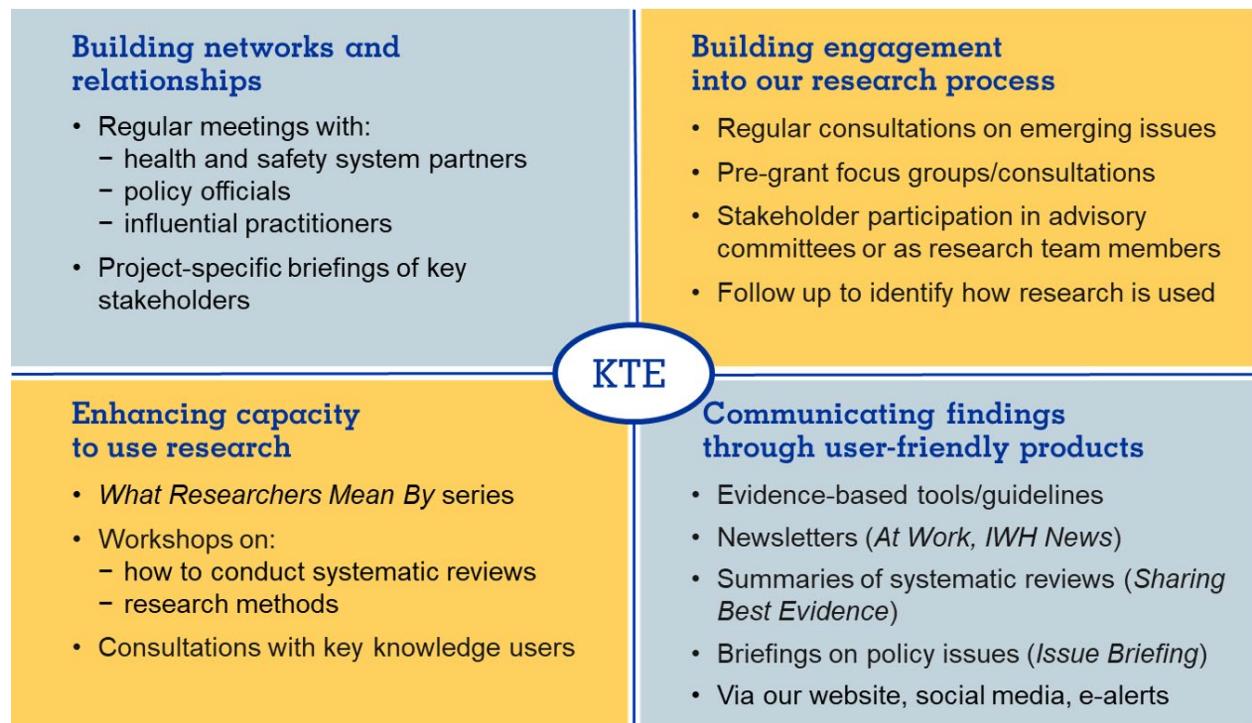 Building networks and
relationships
• Regular meetings with:
− health and safety system partners
− policy officials
− influential practitioners
• Project-specific briefings of key
stakeholders
Building engagement
into our research process
• Regular consultations on emerging issues
• Pre-grant focus groups/consultations
• Stakeholder participation in advisory
committees or as research team members
• Follow up to identify how research is used
KTE
Enhancing capacity
to use research
• What Researchers Mean By series
• Workshops on:
− how to conduct systematic reviews
− research methods
• Consultations with key knowledge users
Communicating findings
through user-friendly products
• Evidence-based tools/guidelines
• Newsletters (At Work, IWH News)
• Summaries of systematic reviews (Sharing
Best Evidence)
• Briefings on policy issues (Issue Briefing)
• Via our website, social media, e-alerts